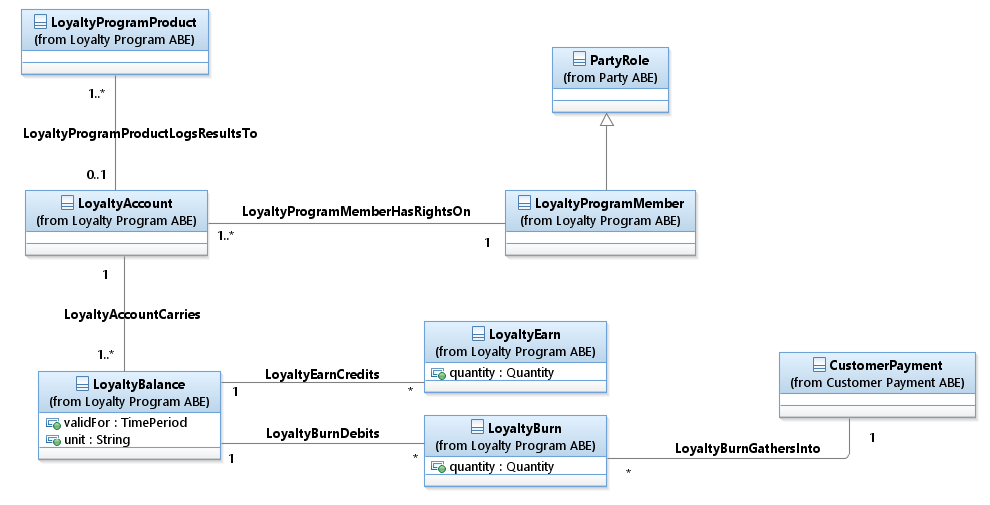 LoyaltyProgramProduct
(from Loyalty Program ABE)
1..*
LoyaltyProgramProductLogsResultsTo
0..1
PartyRole
(from Party ABE)
LoyaltyAccount
(from Loyalty Program ABE)
LoyaltyProgramMemberHasRightsOn
1..*
1
LoyaltyProgramMember
(from Loyalty Program ABE)
1
LoyaltyAccountCarries
1..*
LoyaltyBalance
(from Loyalty Program ABE)
validFor : TimePeriod
unit : String
LoyaltyEarnCredits
1
*
LoyaltyEarn
(from Loyalty Program ABE)
quantity : Quantity
LoyaltyBurnDebits
1
*
LoyaltyBurn
(from Loyalty Program ABE)
quantity : Quantity
LoyaltyBurnGathersInto
*
1
CustomerPayment
(from Customer Payment ABE)